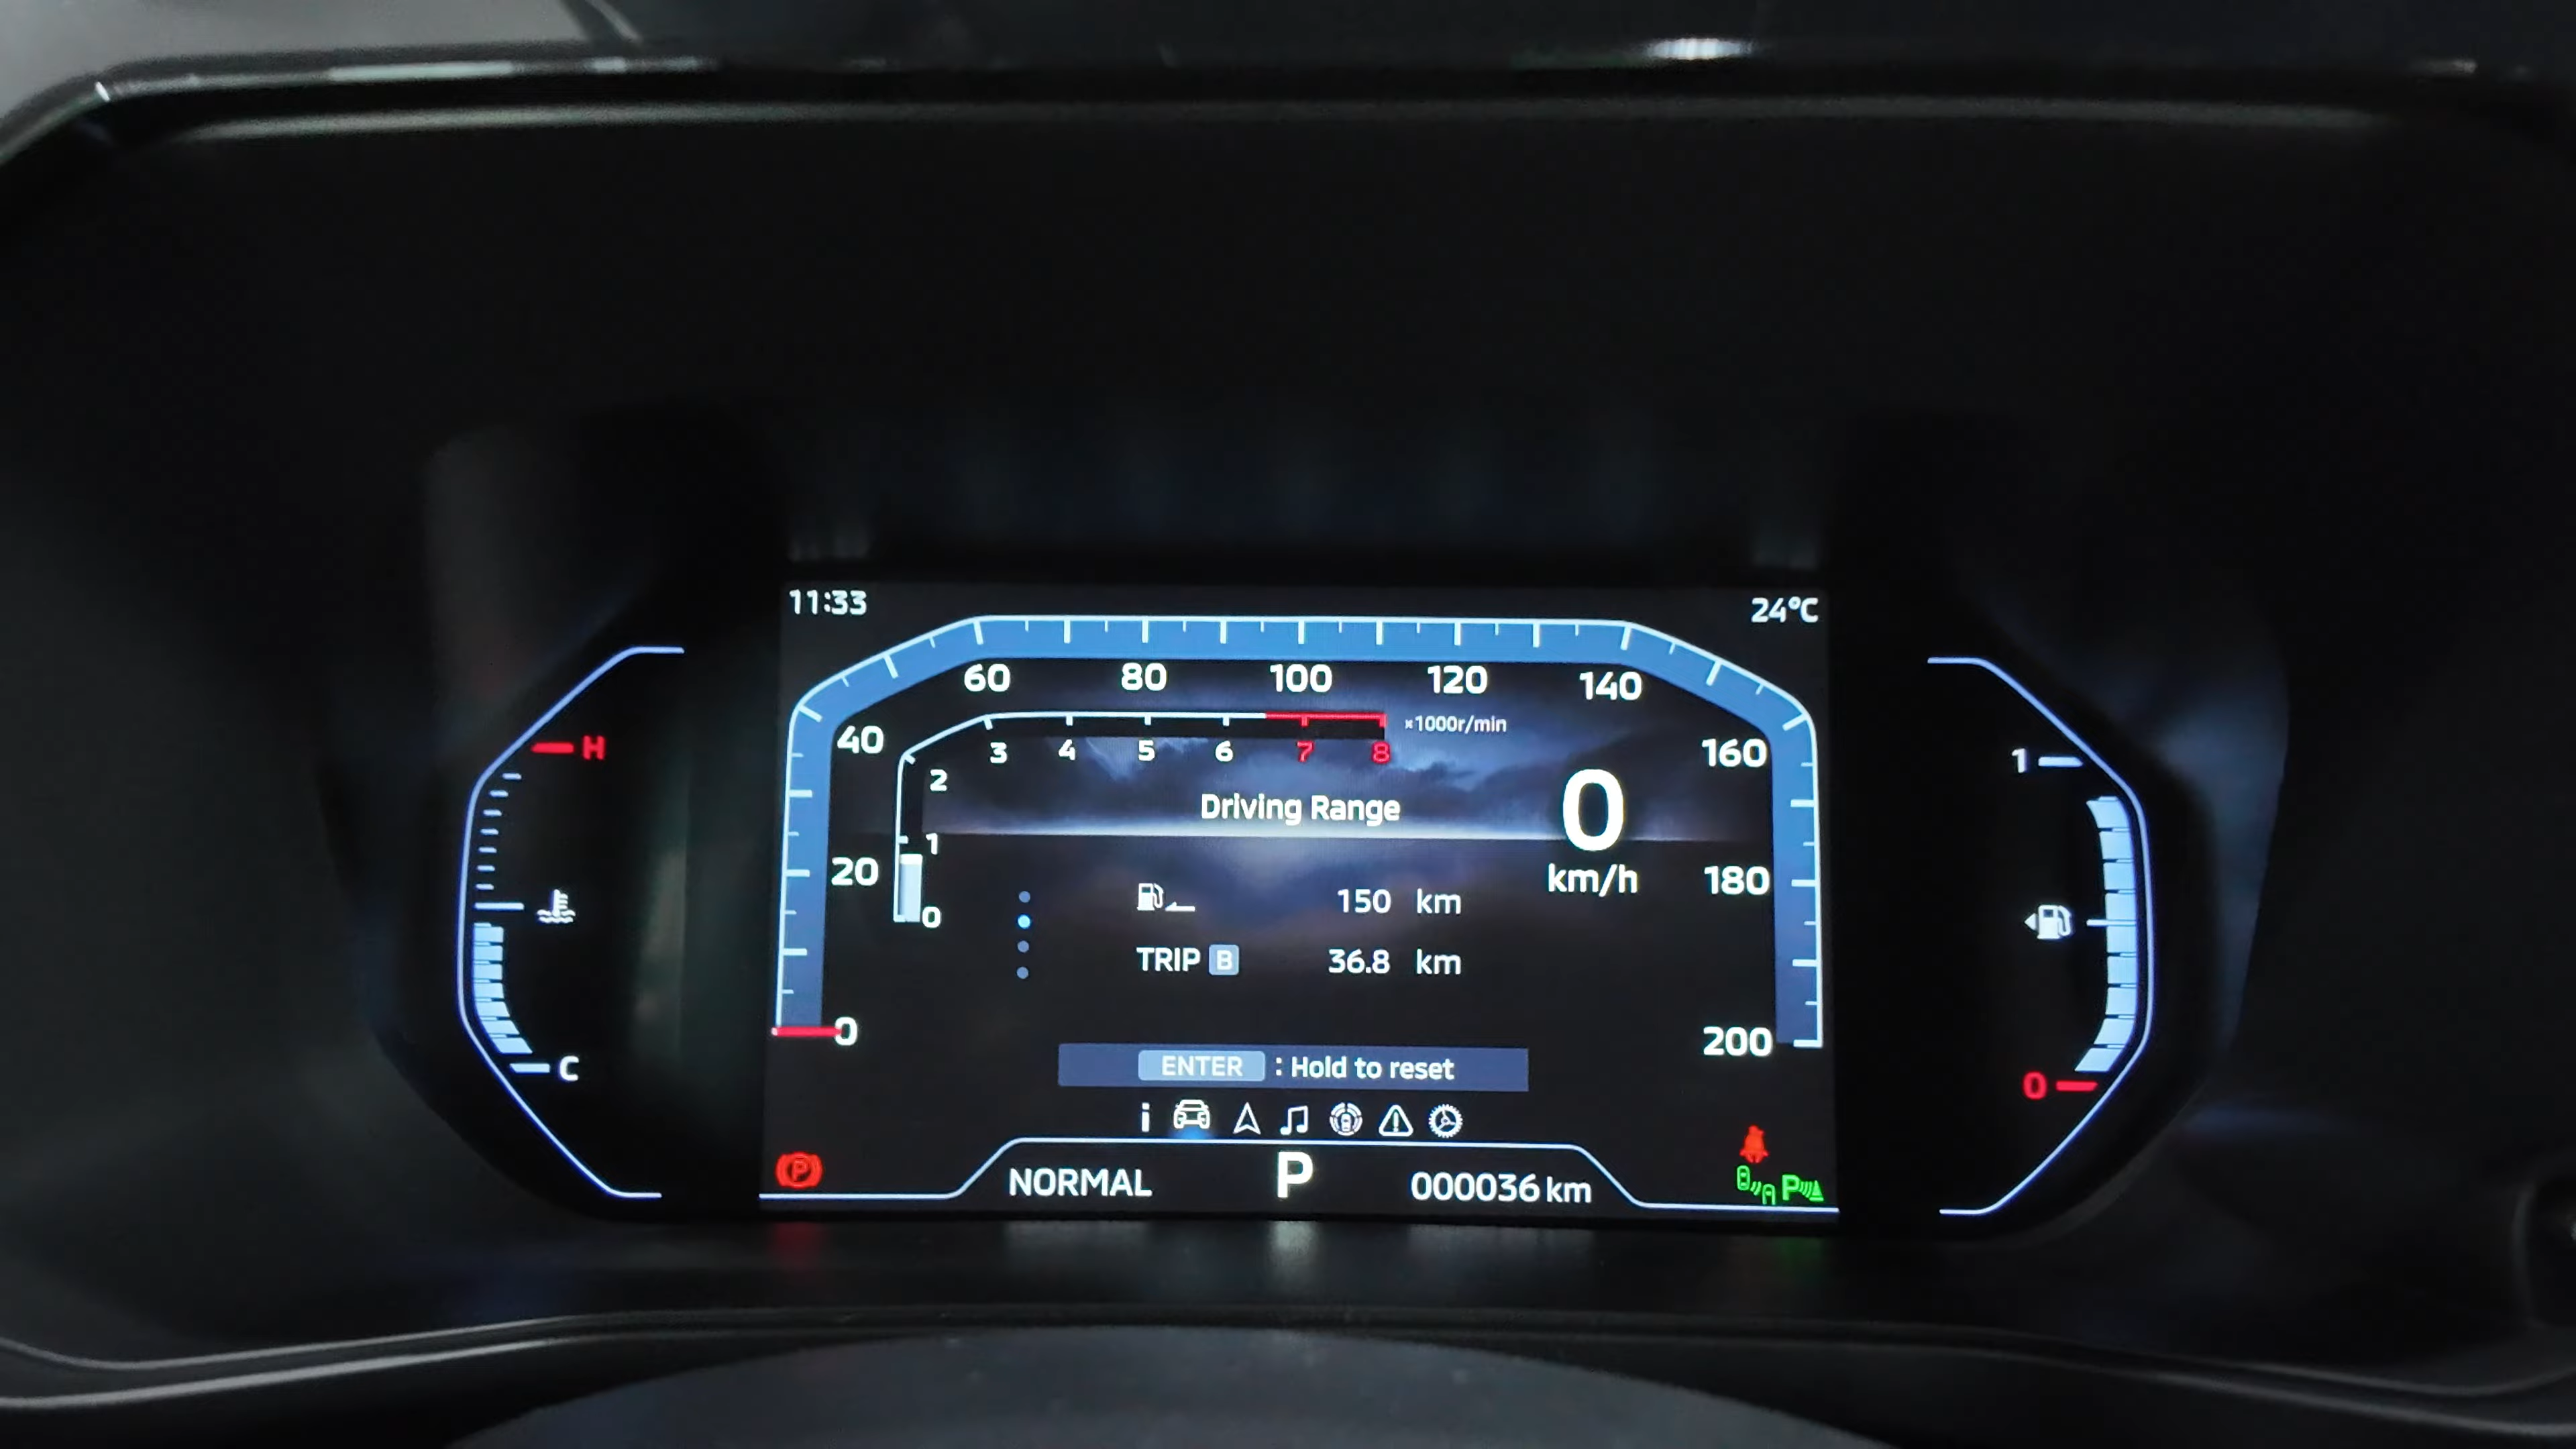 11:33
24°C
60 80 100 120 140
40
160
20
180
0
200
3 4 5 6 7 8 ×1000r/min
2
1
0
Driving Range
0
km/h
150 km
TRIP B 36.8 km
ENTER : Hold to reset
NORMAL P 000036 km
H
C
1
0
P
P